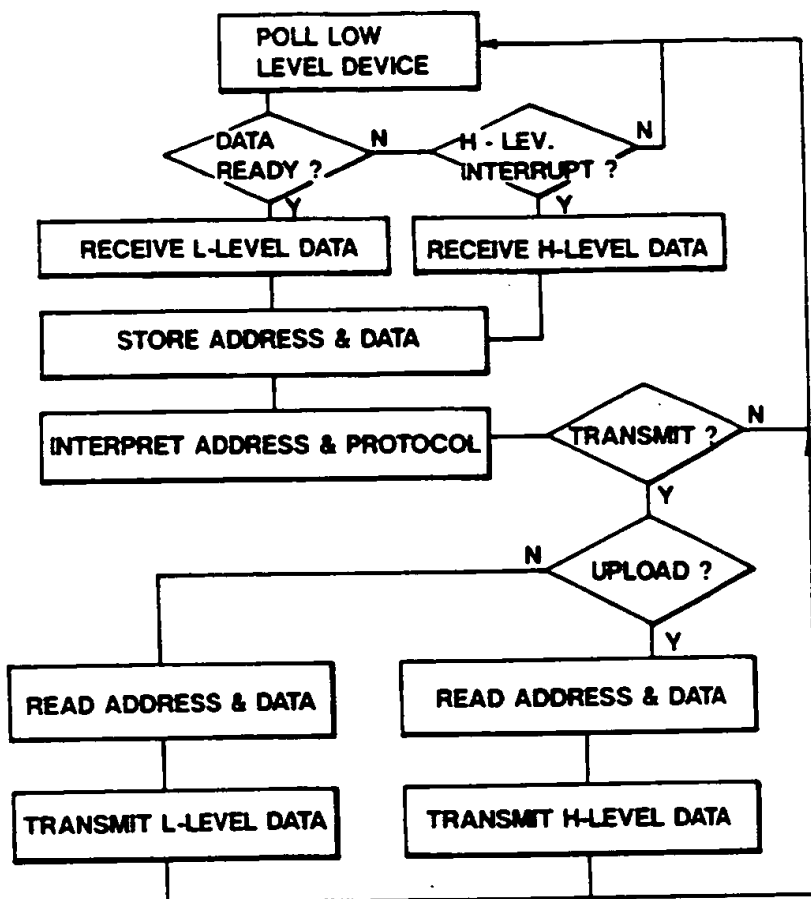 POLL LOW
LEVEL DEVICE
DATA
READY ?
N
H - LEV.
INTERRUPT ?
N
Y
Y
RECEIVE L-LEVEL DATA
RECEIVE H-LEVEL DATA
STORE ADDRESS & DATA
INTERPRET ADDRESS & PROTOCOL
TRANSMIT ?
N
Y
UPLOAD ?
N
Y
READ ADDRESS & DATA
READ ADDRESS & DATA
TRANSMIT L-LEVEL DATA
TRANSMIT H-LEVEL DATA